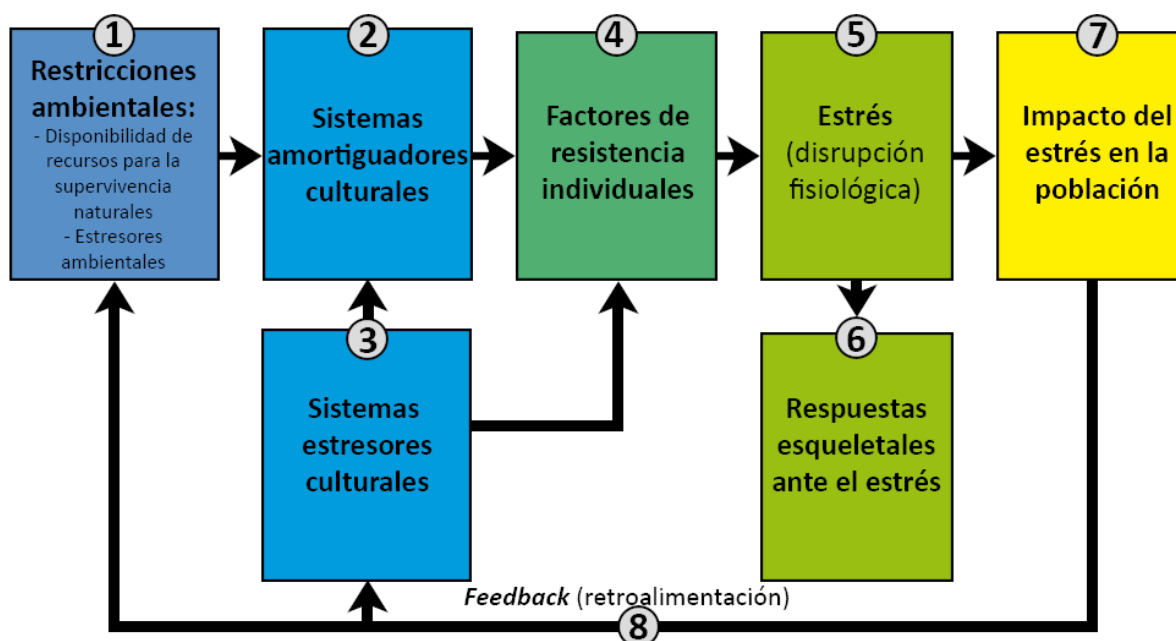 1
Restricciones
ambientales:
- Disponibilidad de
recursos para la
supervivencia
naturales
- Estresores
ambientales
2
Sistemas
amortiguadores
culturales
4
Factores de
resistencia
individuales
5
Estrés
(disrupción
fisiológica)
7
Impacto del
estrés en la
población
3
Sistemas
estresores
culturales
6
Respuestas
esqueletales
ante el estrés
Feedback (retroalimentación)
8